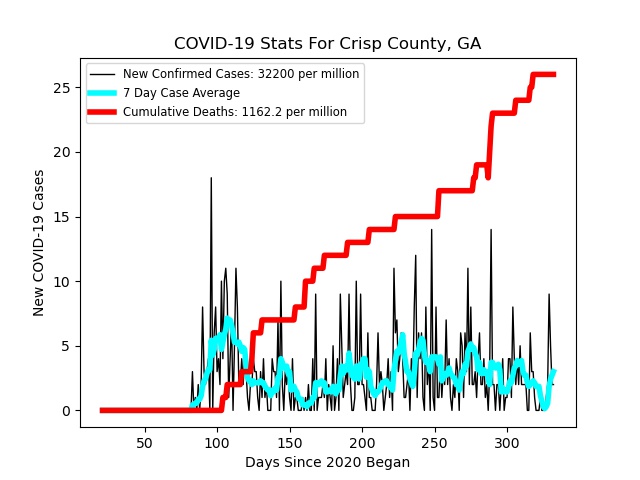 COVID-19 Stats For Crisp County, GA
New Confirmed Cases: 32200 per million
7 Day Case Average
Cumulative Deaths: 1162.2 per million
New COVID-19 Cases
25
20
15
10
5
0
50
100
150
200
250
300
Days Since 2020 Began